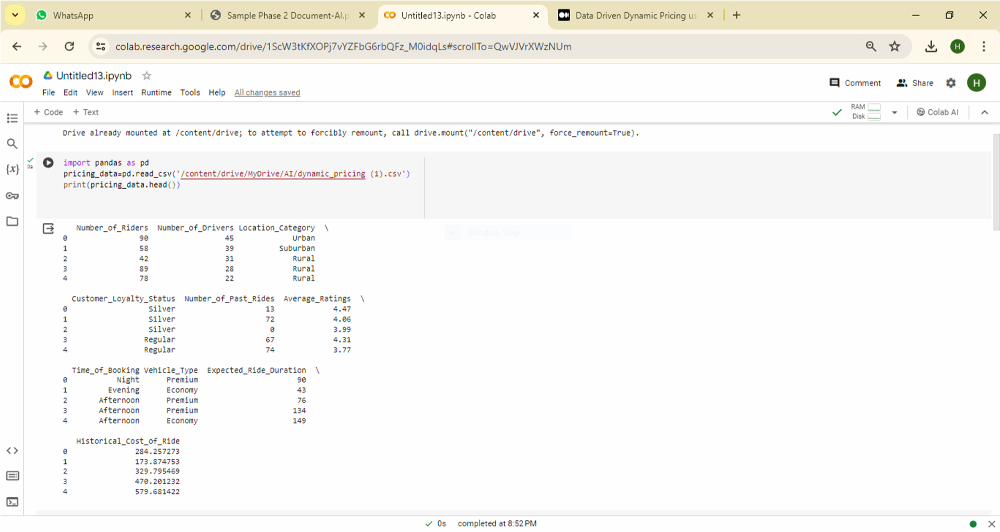 WhatsApp
Sample Phase 2 Document-AI.p
Untitled13.ipynb - Colab
Data Driven Dynamic Pricing us
colab.research.google.com/drive/1ScW3tKfXOPj7vYZFbG6rbQFz_M0idqLs#scrollTo=QwVJVrXWzNUm
H
CO Untitled13.ipynb
File Edit View Insert Runtime Tools Help All changes saved
Comment Share H
+ Code + Text
RAM
Disk
Colab AI
Drive already mounted at /content/drive; to attempt to forcibly remount, call drive.mount("/content/drive", force_remount=True).
0s
import pandas as pd
pricing_data=pd.read_csv('/content/drive/MyDrive/AI/dynamic_pricing (1).csv')
print(pricing_data.head())
{x}
Number_of_Riders Number_of_Drivers Location_Category \
0 90 45 Urban
1 58 39 Suburban
2 42 31 Rural
3 89 28 Rural
4 78 22 Rural
Window Snip
Customer_Loyalty_Status Number_of_Past_Rides Average_Ratings \
0 Silver 13 4.47
1 Silver 72 4.06
2 Silver 0 3.99
3 Regular 67 4.31
4 Regular 74 3.77
Time_of_Booking Vehicle_Type Expected_Ride_Duration \
0 Night Premium 90
1 Evening Economy 43
2 Afternoon Premium 76
3 Afternoon Premium 134
4 Afternoon Economy 149
Historical_Cost_of_Ride
0 284.257273
1 173.874753
2 329.795469
3 470.201232
4 579.681422
0s completed at 8:52 PM